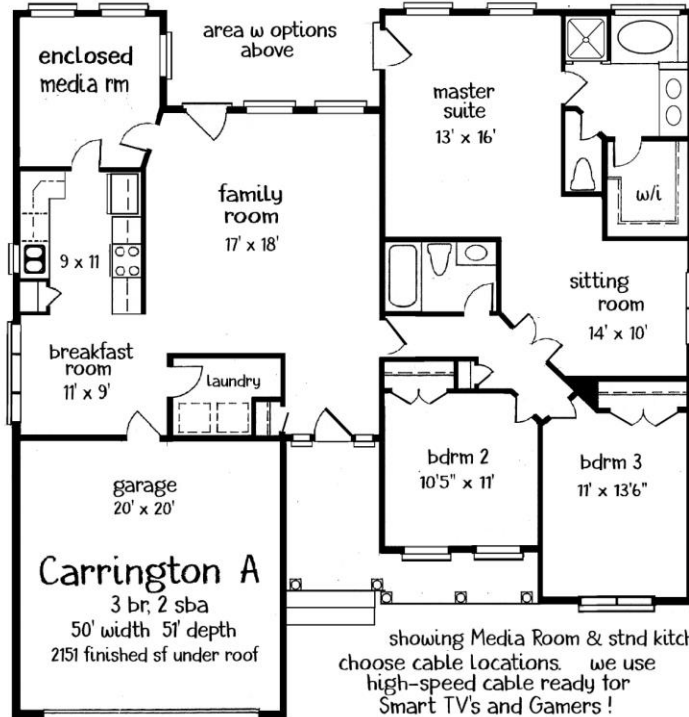 enclosed
media rm
area w options
above
master
suite
13' x 16'
w/i
family
room
17' x 18'
9 x 11
sitting
room
14' x 10'
breakfast
room
11' x 9'
laundry
bdrm 2
10'5" x 11'
bdrm 3
11' x 13'6"
garage
20' x 20'
Carrington A
3 br, 2 sba
50' width 51' depth
2151 finished sf under roof
showing Media Room & stnd kitch
choose cable locations. we use
high-speed cable ready for
Smart TV's and Gamers !